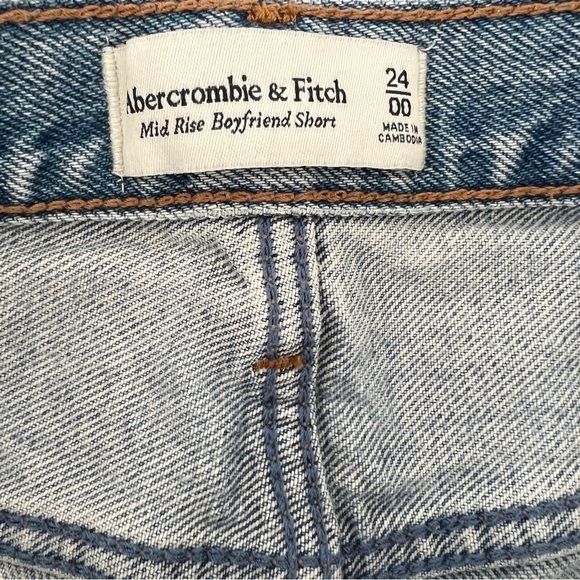 Abercrombie & Fitch
Mid Rise Boyfriend Short
24
00
MADE IN
CAMBODIA